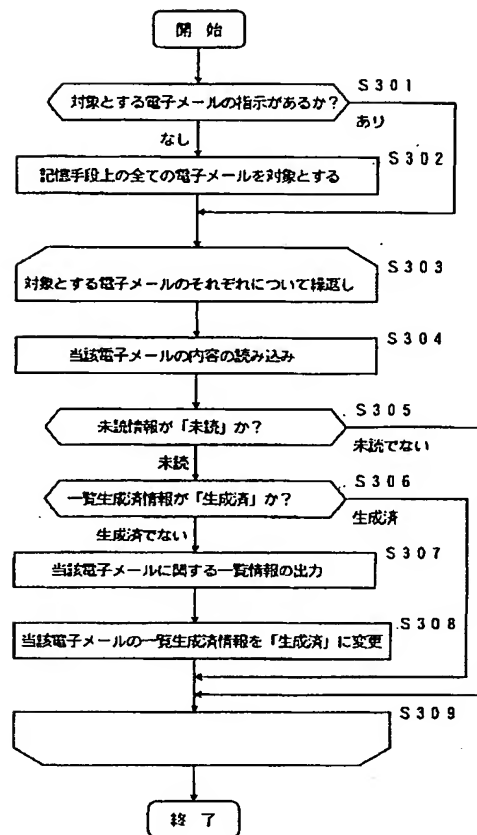 開始
S301
対象とする電子メールの指示があるか?
あり
なし
S302
記憶手段上の全ての電子メールを対象とする
S303
対象とする電子メールのそれぞれについて繰返し
S304
当該電子メールの内容の読み込み
S305
未読情報が「未読」か?
未読でない
未読
S306
一覧生成済情報が「生成済」か?
生成済
生成済でない
S307
当該電子メールに関する一覧情報の出力
S308
当該電子メールの一覧生成済情報を「生成済」に変更
S309
終了